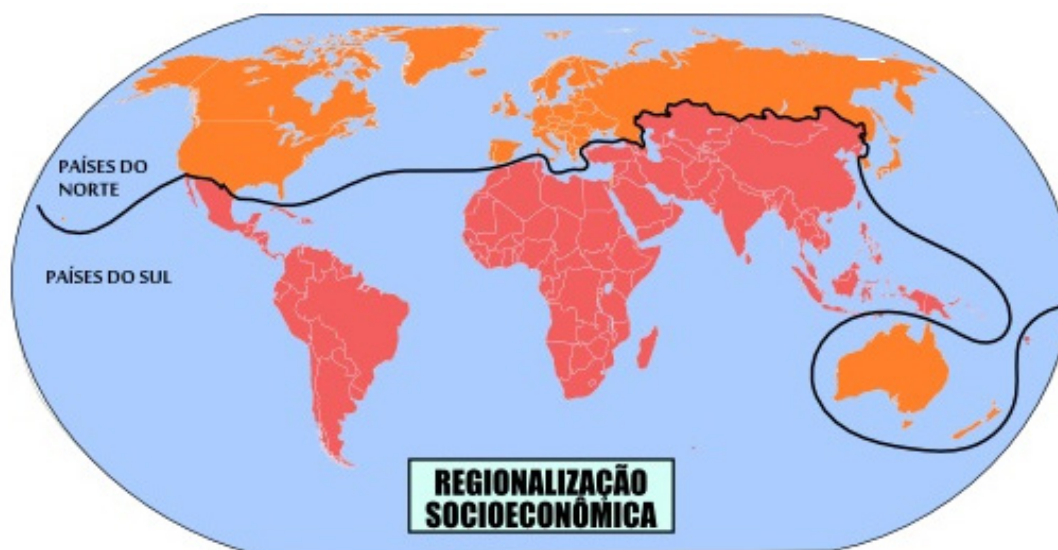 PAÍSES DO
NORTE
PAÍSES DO SUL
REGIONALIZAÇÃO
SOCIOECONÔMICA